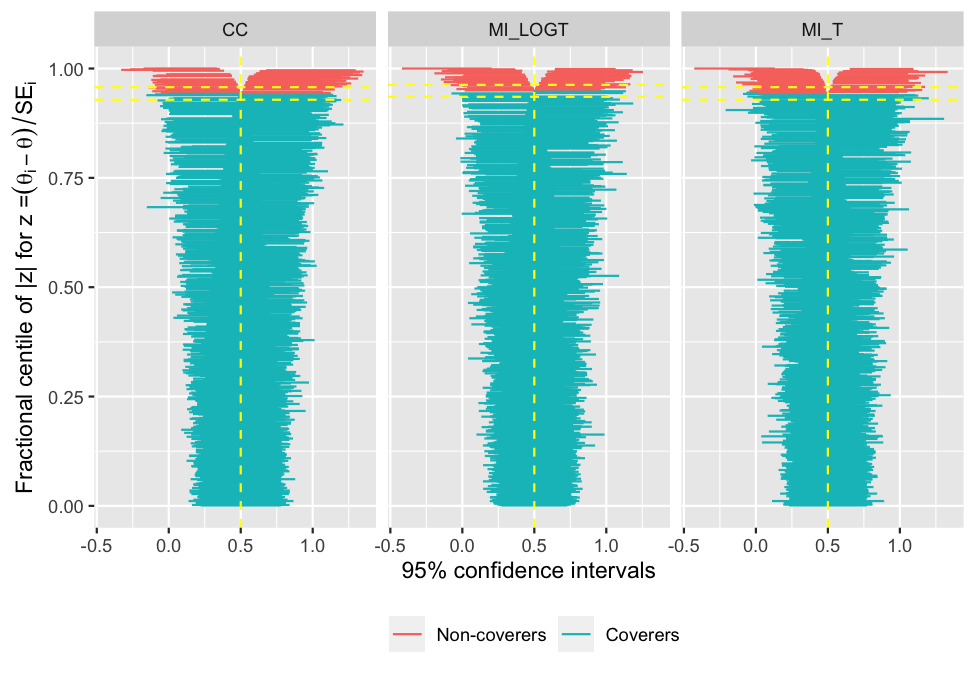 CC MI_LOGT MI_T
Fractional centile of |z| for z =(θi − θ)/SEi
1.00
0.75
0.50
0.25
0.00
-0.5 0.0 0.5 1.0 -0.5 0.0 0.5 1.0 -0.5 0.0 0.5 1.0
95% confidence intervals
Non-coverers Coverers